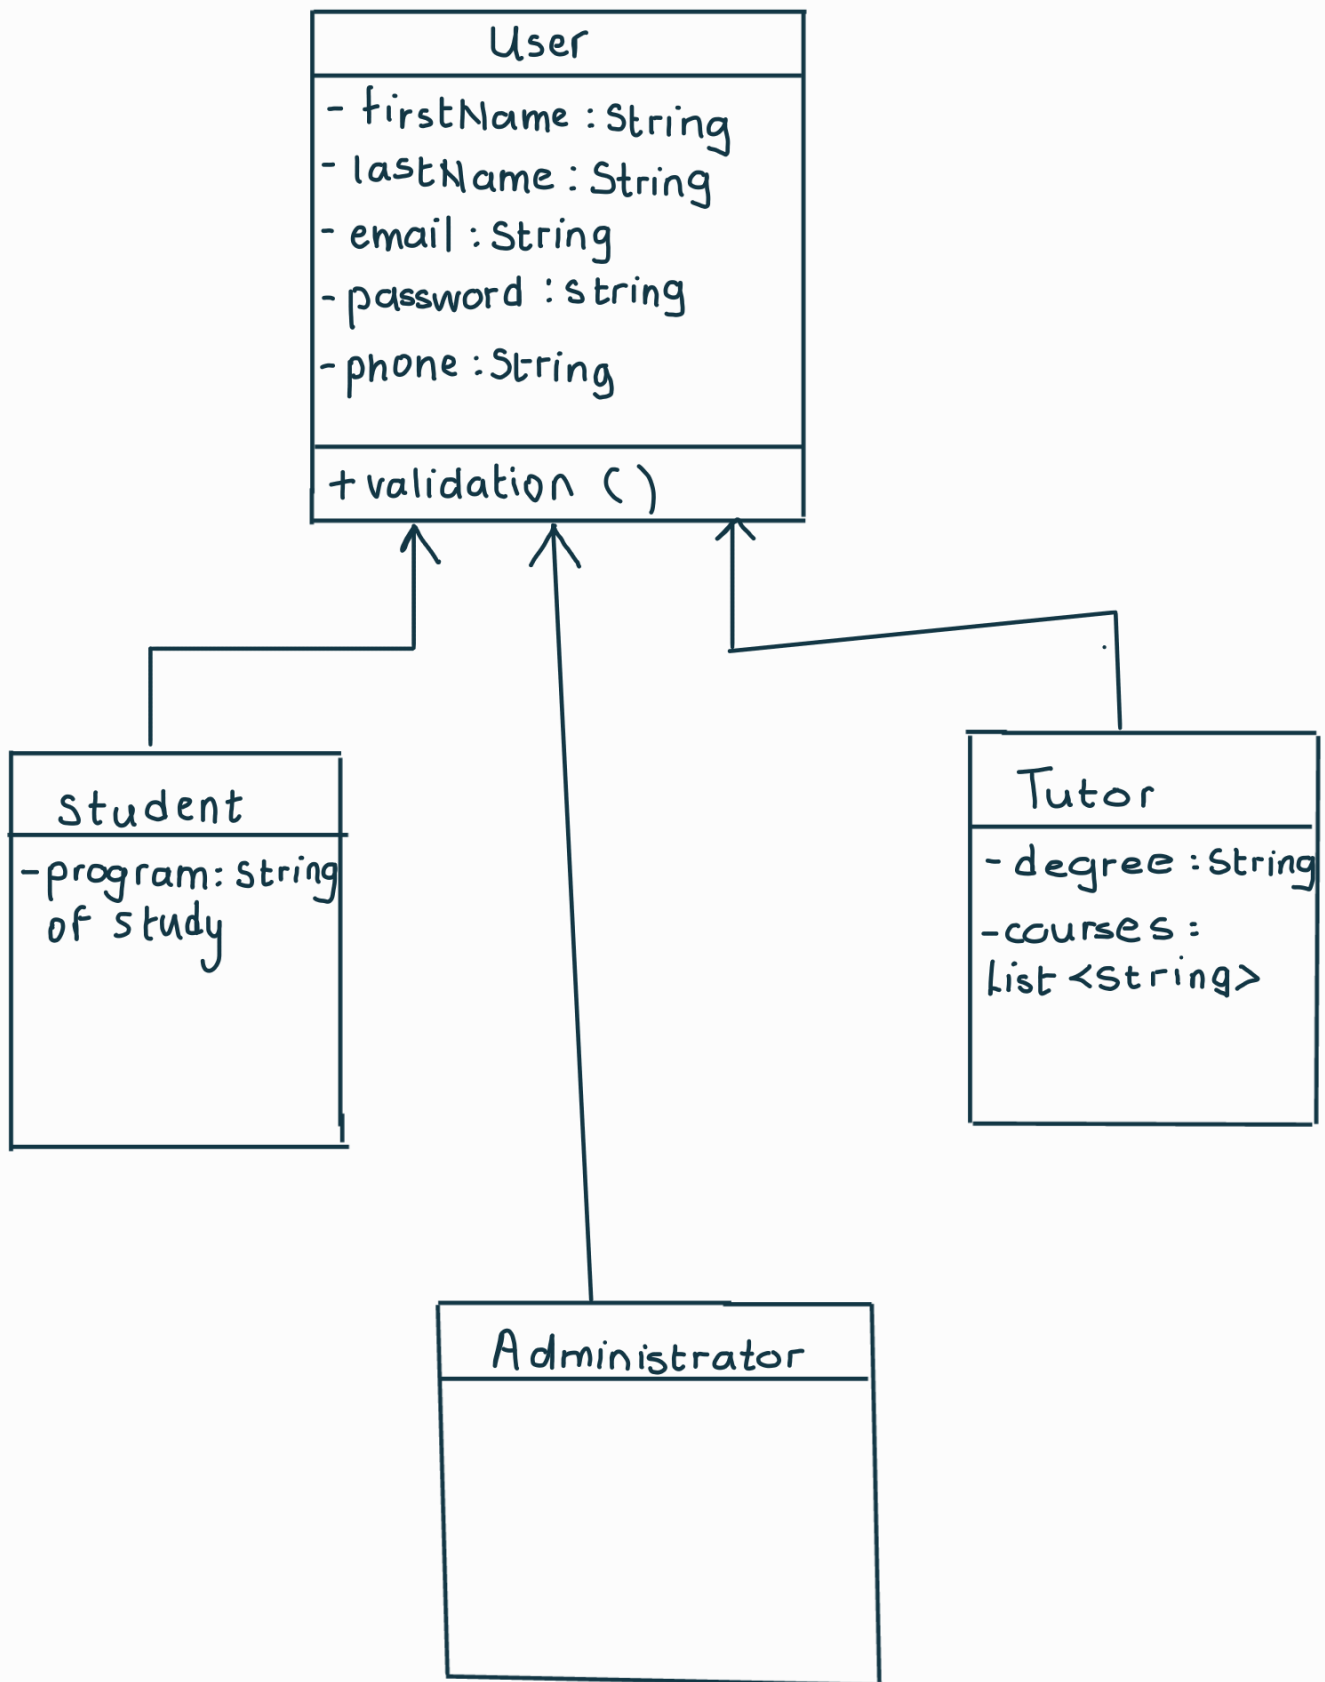 User
- firstName : String
- lastName : String
- email : String
- password : String
- phone : String
+ validation ()
Student
- program : String
of study
Tutor
- degree : String
- courses :
List <String>
Administrator